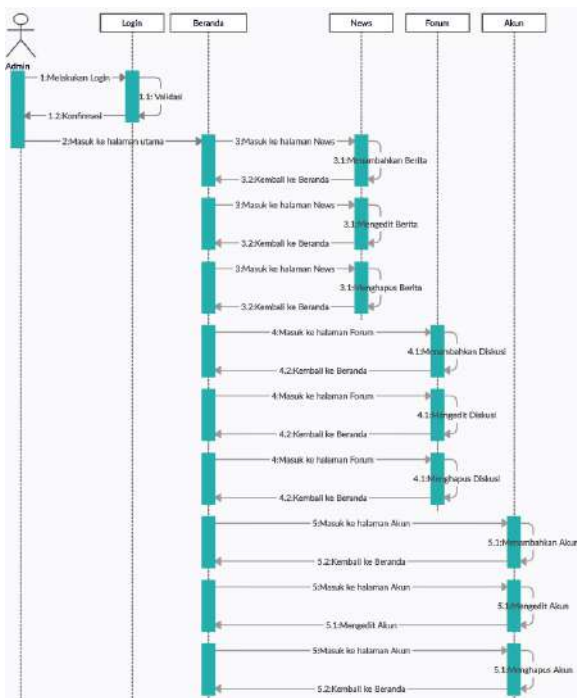 Login
Beranda
News
Forum
Akun
Admin
1:Melakukan Login
1.1: Validasi
1.2:Konfirmasi
2:Masuk ke halaman utama
3:Masuk ke halaman News
3.1:Menambahkan Berita
3.2:Kembali ke Beranda
3:Masuk ke halaman News
3.1:Mengedit Berita
3.2:Kembali ke Beranda
3:Masuk ke halaman News
3.1:Menghapus Berita
3.2:Kembali ke Beranda
4:Masuk ke halaman Forum
4.1:Menambahkan Diskusi
4.2:Kembali ke Beranda
4:Masuk ke halaman Forum
4.1:Mengedit Diskusi
4.2:Kembali ke Beranda
4:Masuk ke halaman Forum
4.1:Menghapus Diskusi
4.2:Kembali ke Beranda
5:Masuk ke halaman Akun
5.1:Menambahkan Akun
5.2:Kembali ke Beranda
5:Masuk ke halaman Akun
5.1:Mengedit Akun
5.1:Mengedit Akun
5:Masuk ke halaman Akun
5.1:Menghapus Akun
5.2:Kembali ke Beranda